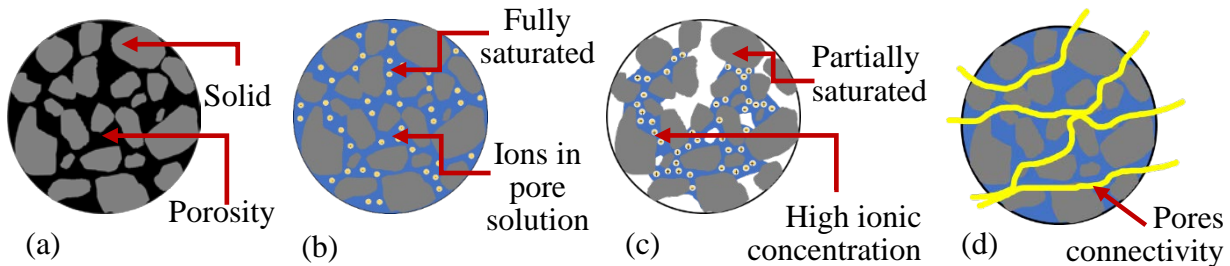 Solid
Porosity
(a)
Fully
saturated
Ions in
pore
solution
(b)
Partially
saturated
High ionic
concentration
(c)
Pores
connectivity
(d)